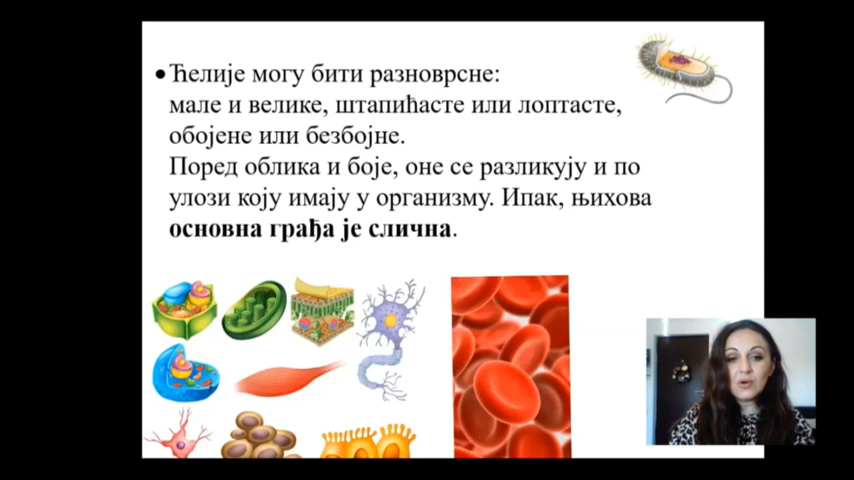 •Ћелије могу бити разноврсне:
мале и велике, штапићасте или лоптасте,
обојене или безбојне.
Поред облика и боје, оне се разликују и по
улози коју имају у организму. Ипак, њихова
основна грађа је слична.